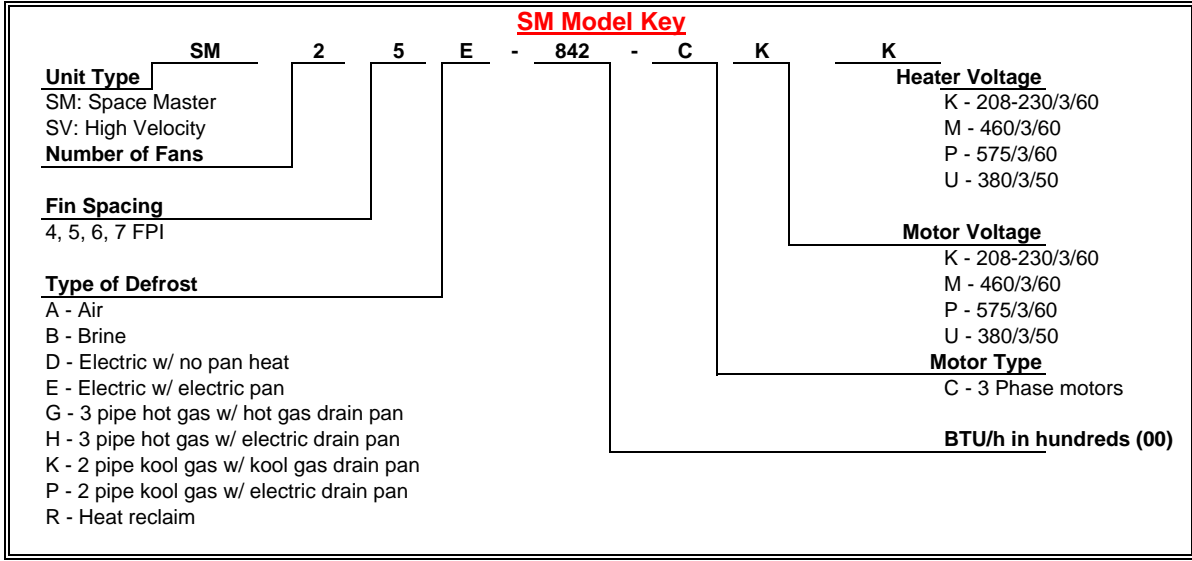 SM Model Key
SM 2 5 E - 842 - C K K
Unit Type Heater Voltage
SM: Space Master K - 208-230/3/60
SV: High Velocity M - 460/3/60
Number of Fans P - 575/3/60
U - 380/3/50
Fin Spacing
4, 5, 6, 7 FPI Motor Voltage
K - 208-230/3/60
Type of Defrost M - 460/3/60
A - Air P - 575/3/60
B - Brine U - 380/3/50
D - Electric w/ no pan heat Motor Type
E - Electric w/ electric pan C - 3 Phase motors
G - 3 pipe hot gas w/ hot gas drain pan
H - 3 pipe hot gas w/ electric drain pan BTU/h in hundreds (00)
K - 2 pipe kool gas w/ kool gas drain pan
P - 2 pipe kool gas w/ electric drain pan
R - Heat reclaim